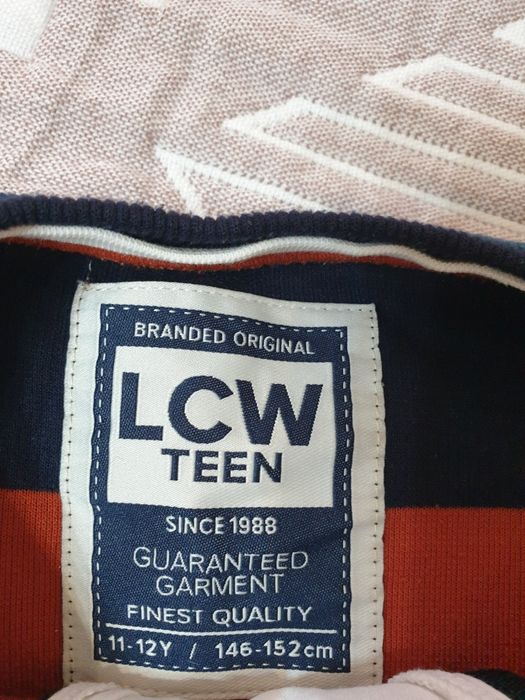 BRANDED ORIGINAL
LCW
TEEN
SINCE 1988
GUARANTEED
GARMENT
FINEST QUALITY
11-12Y / 146-152cm